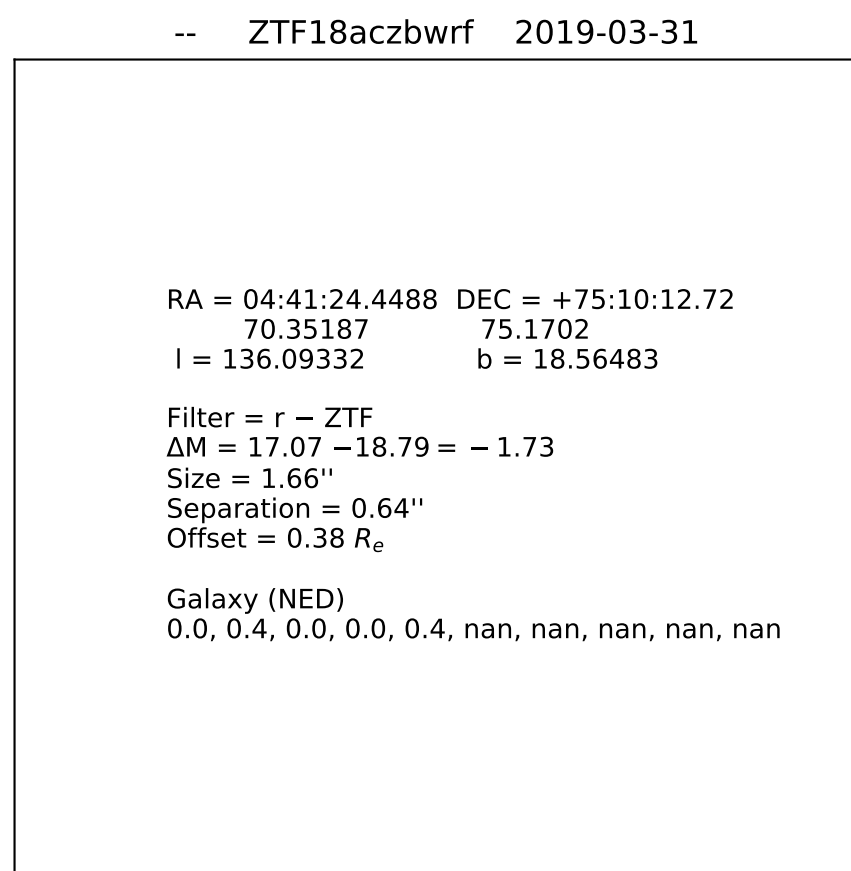 -- ZTF18aczbwrf 2019-03-31
RA = 04:41:24.4488 DEC = +75:10:12.72
70.35187 75.1702
l = 136.09332 b = 18.56483
Filter = r − ZTF
ΔM = 17.07 −18.79 = − 1.73
Size = 1.66''
Separation = 0.64''
Offset = 0.38 Re
Galaxy (NED)
0.0, 0.4, 0.0, 0.0, 0.4, nan, nan, nan, nan, nan